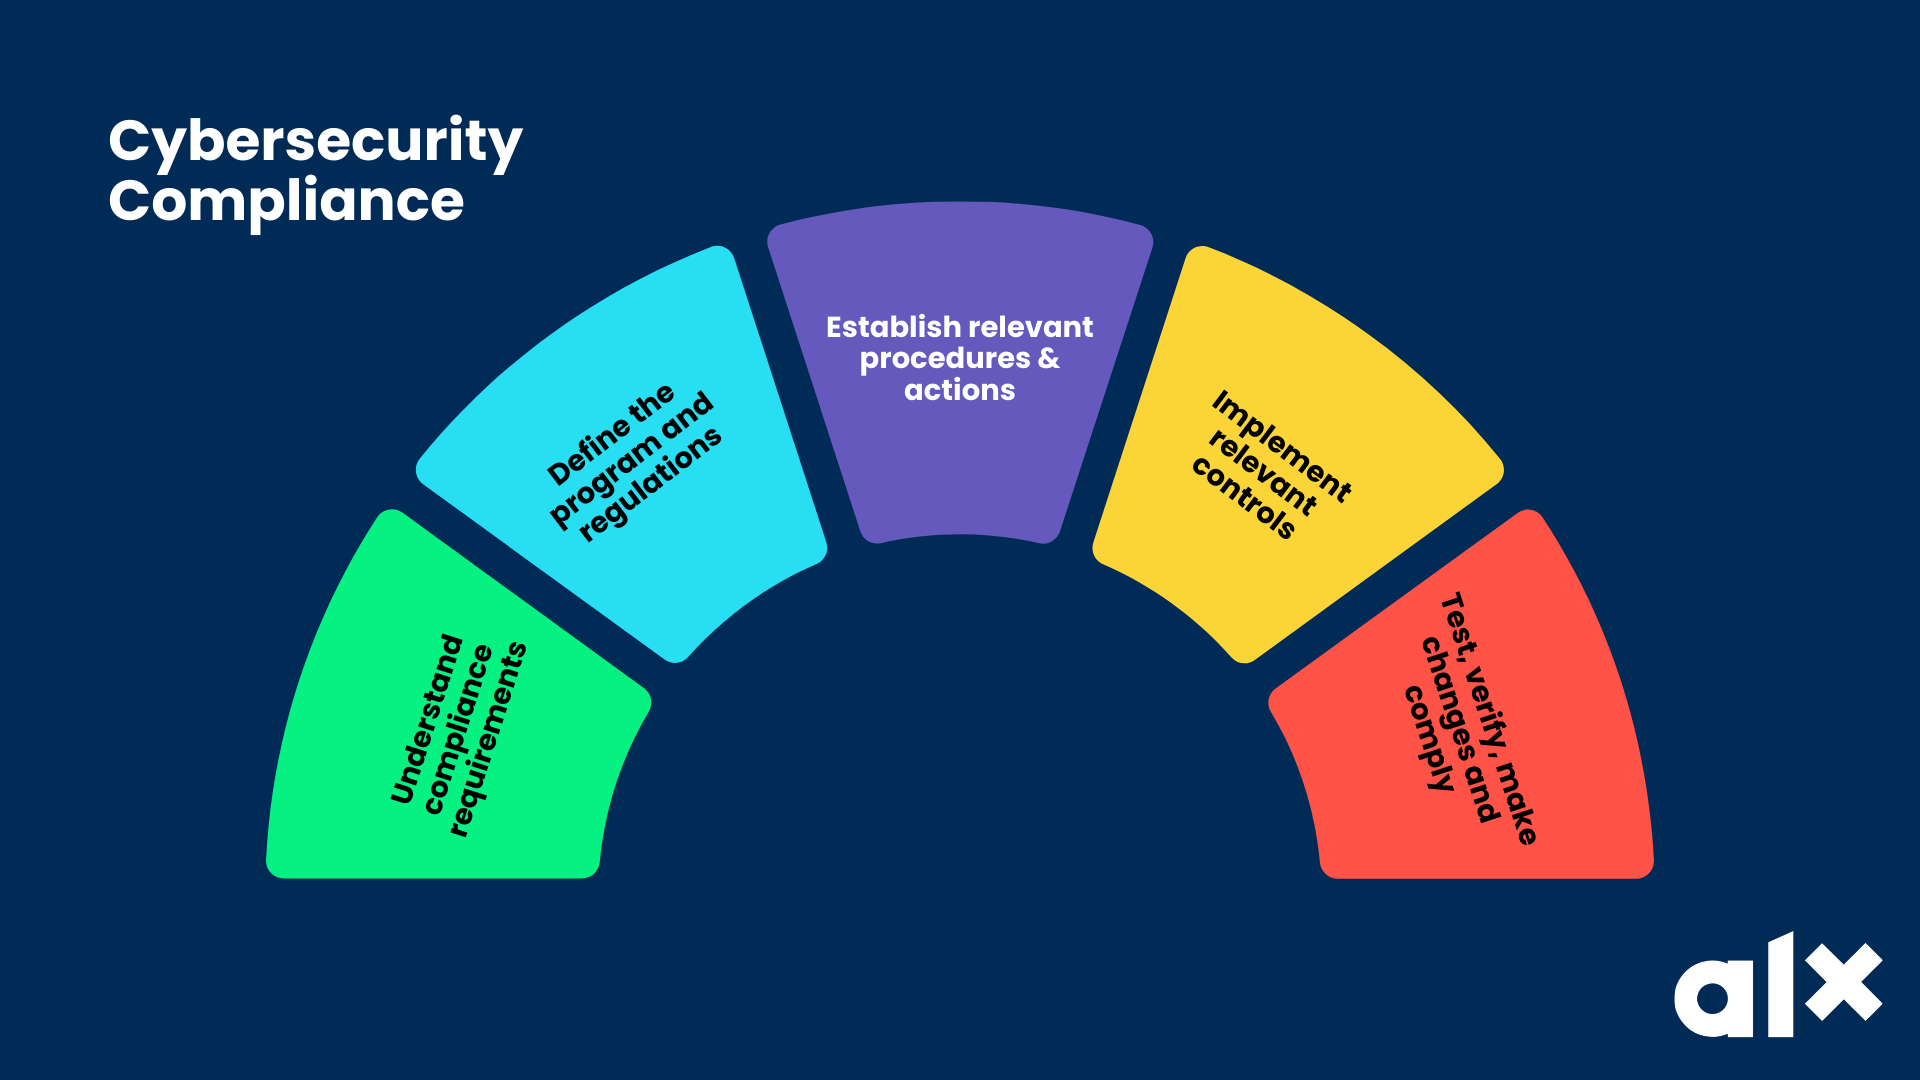 Cybersecurity
Compliance
Understand
compliance
requirements
Define the
program and
regulations
Establish relevant
procedures &
actions
Implement
relevant
controls
Test, verify, make
changes and
comply
alx